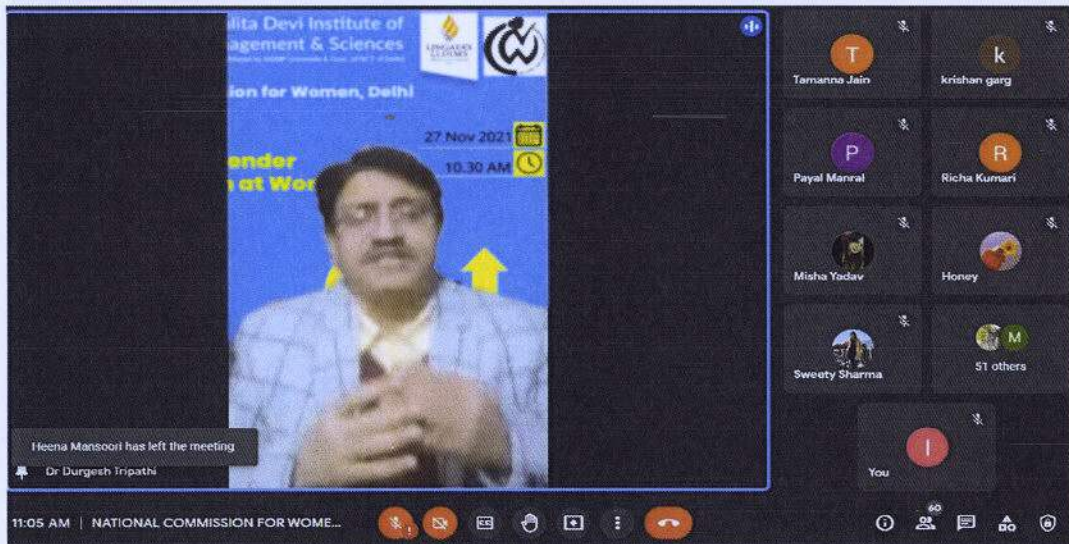 lita Devi Institute of
agement & Sciences
LINGAYA'S
ion for Women, Delhi
27 Nov 2021
ender
10.30 AM
n at Wor
T
Tamanna Jain
k
krishan garg
P
Payal Manral
R
Richa Kumari
Misha Yadav
Honey
Sweety Sharma
M
51 others
I
You
Heena Mansoori has left the meeting
Dr Durgesh Tripathi
11:05 AM | NATIONAL COMMISSION FOR WOME...
CC
60